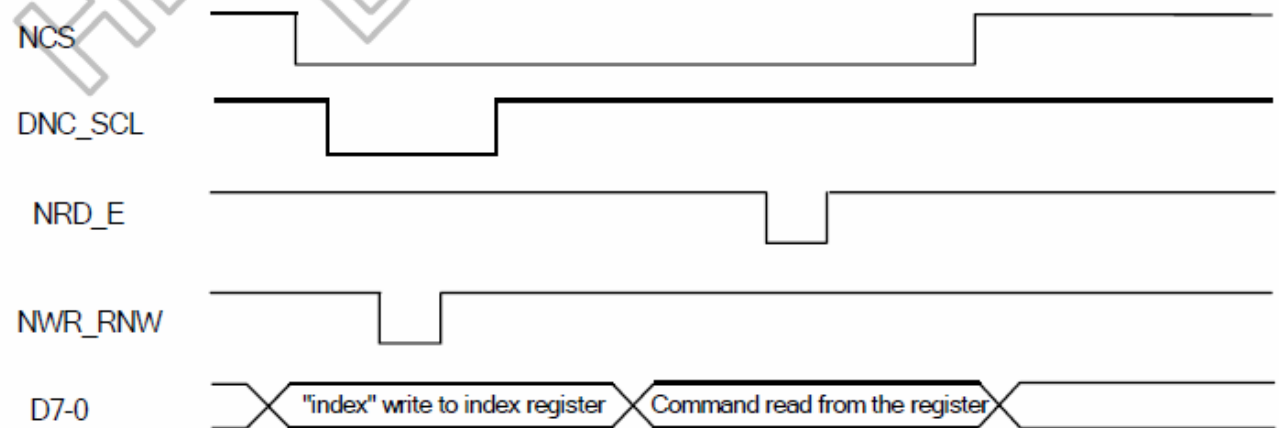 NCS
DNC_SCL
NRD_E
NWR_RNW
D7-0 "index" write to index register Command read from the register